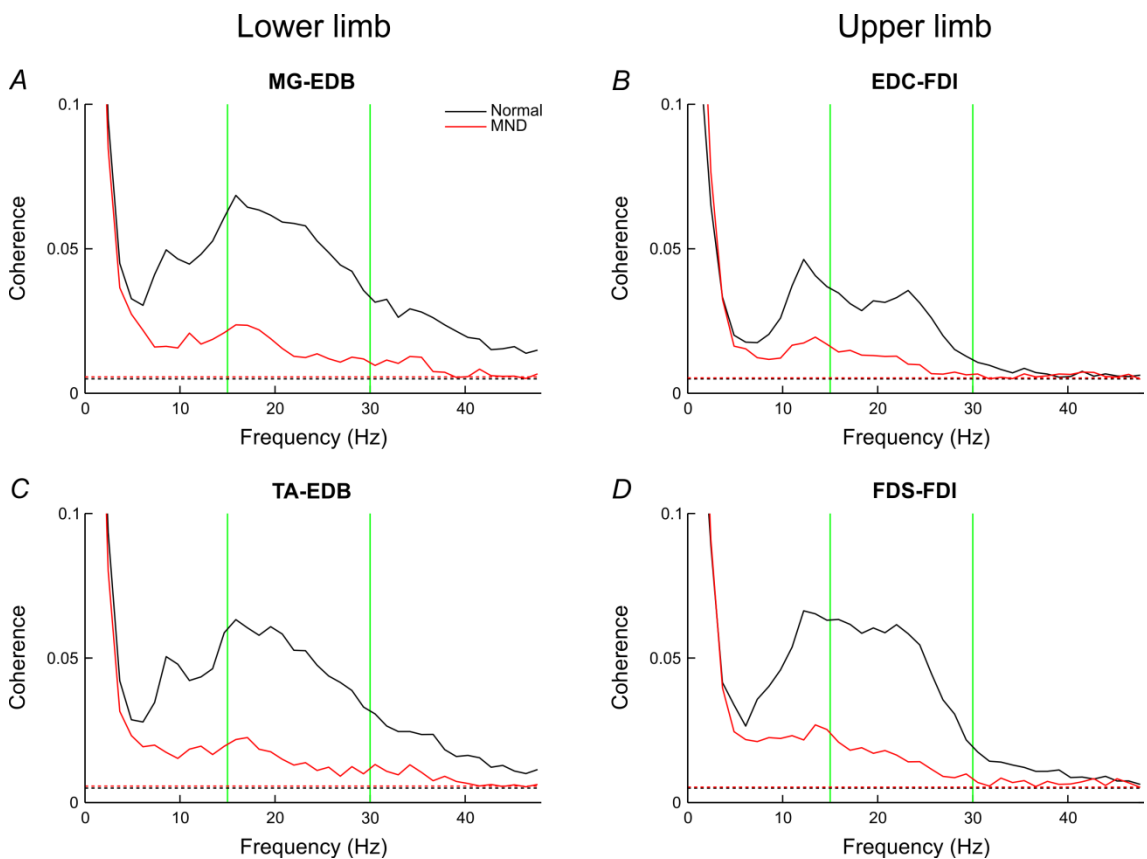 Lower limb
Upper limb
A
MG-EDB
Normal
MND
0.1
0.05
0
Coherence
0 10 20 30 40
Frequency (Hz)
B
EDC-FDI
0.1
0.05
0
Coherence
0 10 20 30 40
Frequency (Hz)
C
TA-EDB
0.1
0.05
0
Coherence
0 10 20 30 40
Frequency (Hz)
D
FDS-FDI
0.1
0.05
0
Coherence
0 10 20 30 40
Frequency (Hz)